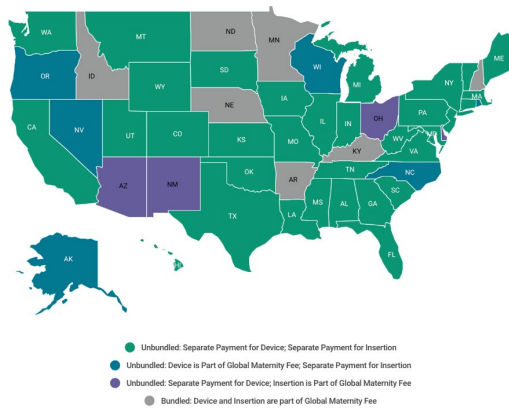 WA
MT
ND
MN
ME
OR
ID
SD
WI
NY
WY
MI
MA
IA
PA
NE
NV
UT
CO
IL
IN
OH
CA
KS
MO
WV
VA
KY
NC
TN
AZ
NM
OK
AR
SC
MS
AL
GA
TX
LA
FL
AK
Unbundled: Separate Payment for Device; Separate Payment for Insertion
Unbundled: Device is Part of Global Maternity Fee; Separate Payment for Insertion
Unbundled: Separate Payment for Device; Insertion is Part of Global Maternity Fee
Bundled: Device and Insertion are part of Global Maternity Fee